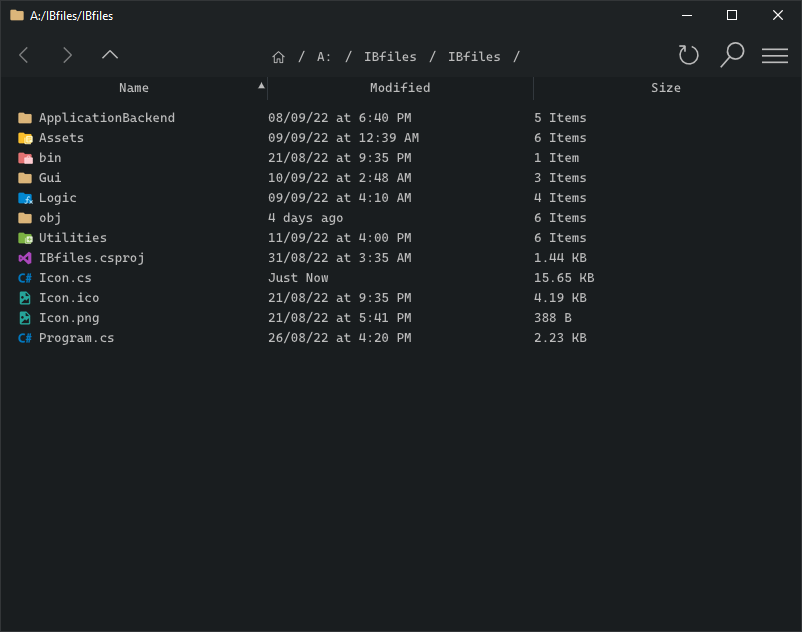 A:/IBfiles/IBfiles
/ A: / IBfiles / IBfiles /
Name Modified Size
ApplicationBackend 08/09/22 at 6:40 PM 5 Items
Assets 09/09/22 at 12:39 AM 6 Items
bin 21/08/22 at 9:35 PM 1 Item
Gui 10/09/22 at 2:48 AM 3 Items
Logic 09/09/22 at 4:10 AM 4 Items
obj 4 days ago 6 Items
Utilities 11/09/22 at 4:00 PM 6 Items
IBfiles.csproj 31/08/22 at 3:35 AM 1.44 KB
C# Icon.cs Just Now 15.65 KB
Icon.ico 21/08/22 at 9:35 PM 4.19 KB
Icon.png 21/08/22 at 5:41 PM 388 B
C# Program.cs 26/08/22 at 4:20 PM 2.23 KB